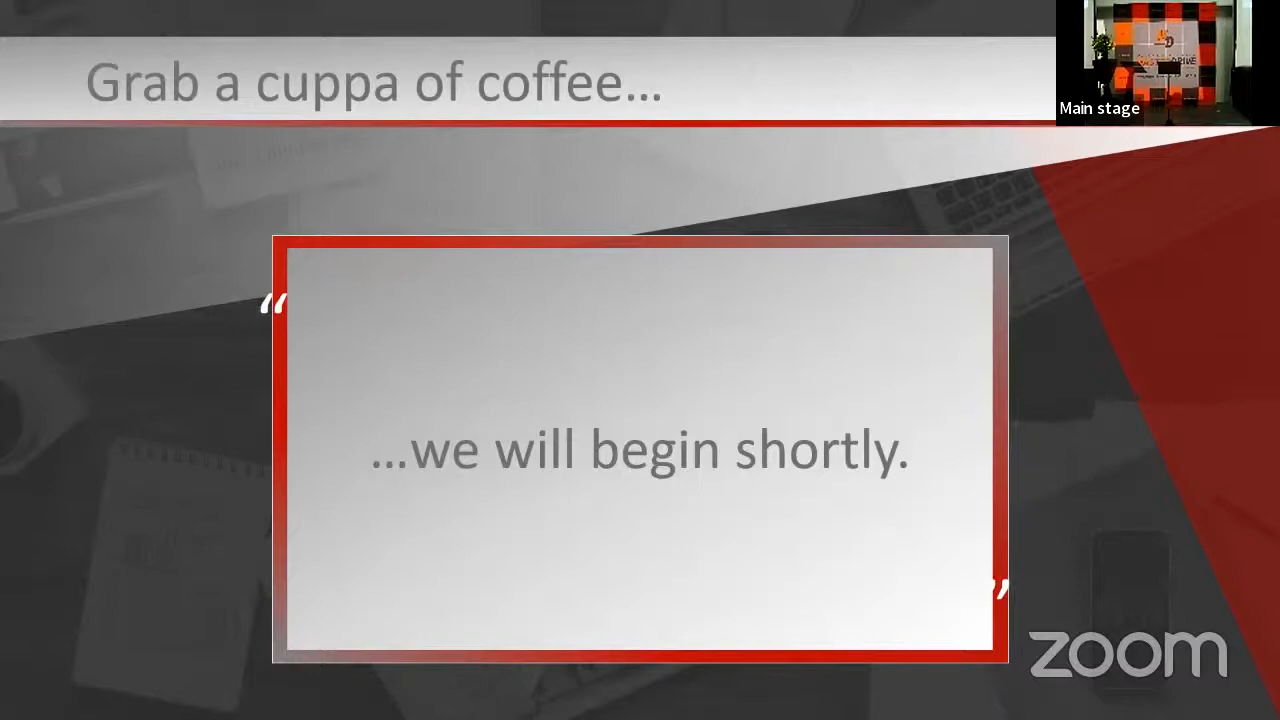 Grab a cuppa of coffee…
Main stage
“
…we will begin shortly.
”
zoom